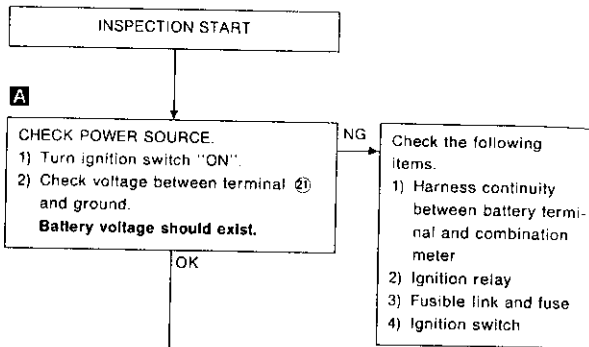 INSPECTION START
A
CHECK POWER SOURCE.
1) Turn ignition switch "ON".
2) Check voltage between terminal ㉑
and ground.
Battery voltage should exist.
NG
Check the following
items.
1) Harness continuity
between battery termi-
nal and combination
meter
2) Ignition relay
3) Fusible link and fuse
4) Ignition switch
OK